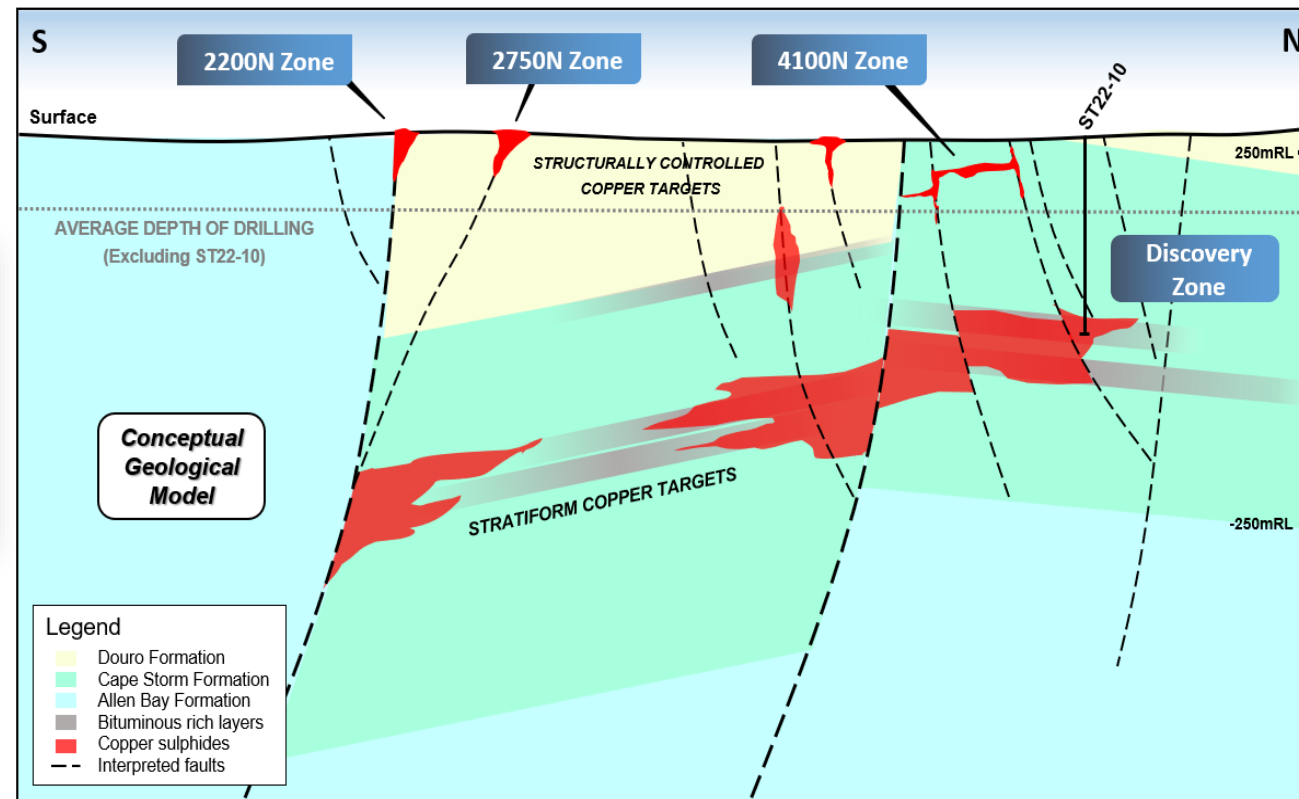 S
N
2200N Zone
2750N Zone
4100N Zone
ST22-10
Surface
250mRL
STRUCTURALLY CONTROLLED
COPPER TARGETS
AVERAGE DEPTH OF DRILLING
(Excluding ST22-10)
Discovery
Zone
Conceptual
Geological
Model
STRATIFORM COPPER TARGETS
-250mRL
Legend
Douro Formation
Cape Storm Formation
Allen Bay Formation
Bituminous rich layers
Copper sulphides
Interpreted faults